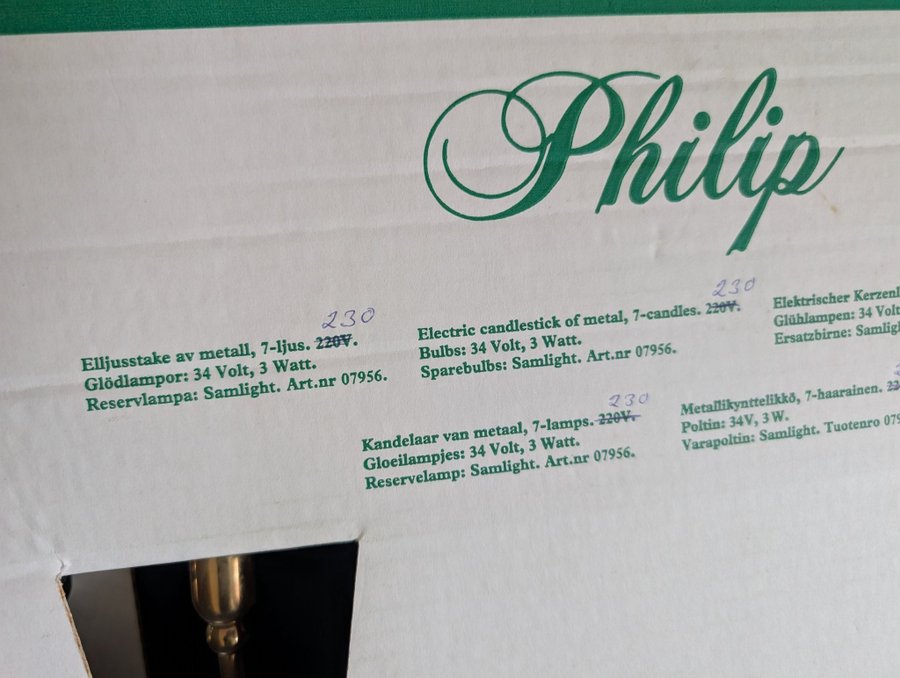 Philip
230
Elljusstake av metall, 7-ljus. 220V.
Glödlampor: 34 Volt, 3 Watt.
Reservlampa: Samlight. Art.nr 07956.
230
Electric candlestick of metal, 7-candles. 220V.
Bulbs: 34 Volt, 3 Watt.
Sparebulbs: Samlight. Art.nr 07956.
Elektrischer
Glühlampen: 34
Ersatzbirne:
230
Kandelaar van metaal, 7-lamps. 220V.
Gloeilampjes: 34 Volt, 3 Watt.
Reservelamp: Samlight. Art.nr 07956.
Metallikynttelikkö, 7-haarainen.
Poltin: 34V, 3W.
Varapoltin: Samlight. Tuotenro